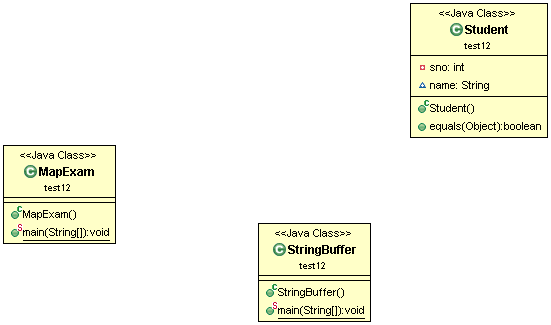 <<Java Class>>
Student
test12
sno: int
name: String
Student()
equals(Object):boolean
<<Java Class>>
MapExam
test12
MapExam()
main(String[]):void
<<Java Class>>
StringBuffer
test12
StringBuffer()
main(String[]):void